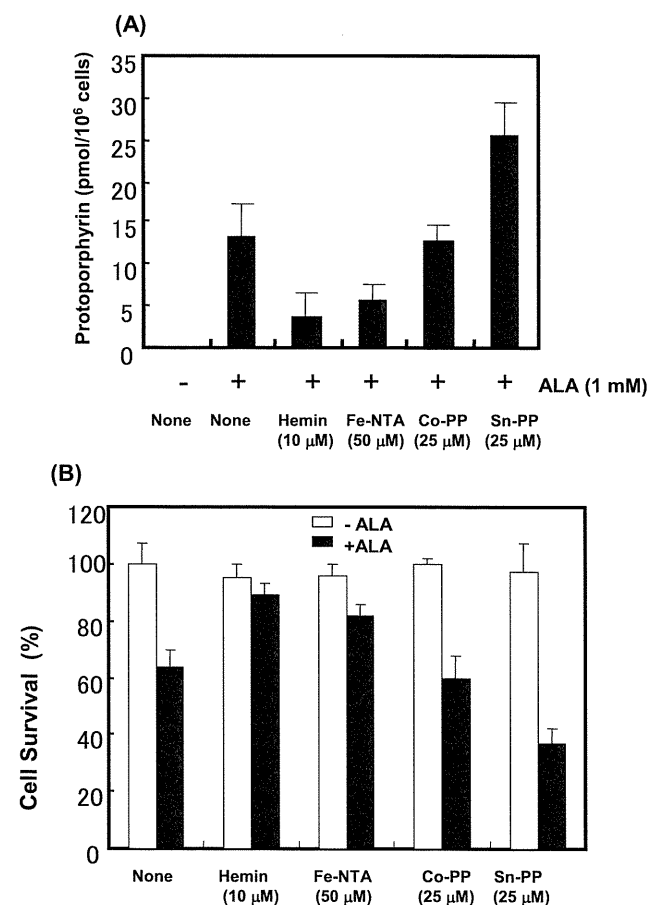 (A)
Protoporphyrin (pmol/10⁶ cells)
35
30
25
20
15
10
5
0
- + + + + + ALA (1 mM)
None None Hemin Fe-NTA Co-PP Sn-PP
(10 μM) (50 μM) (25 μM) (25 μM)
(B)
Cell Survival (%)
120
100
80
60
40
20
0
- ALA
+ALA
None Hemin Fe-NTA Co-PP Sn-PP
(10 μM) (50 μM) (25 μM) (25 μM)